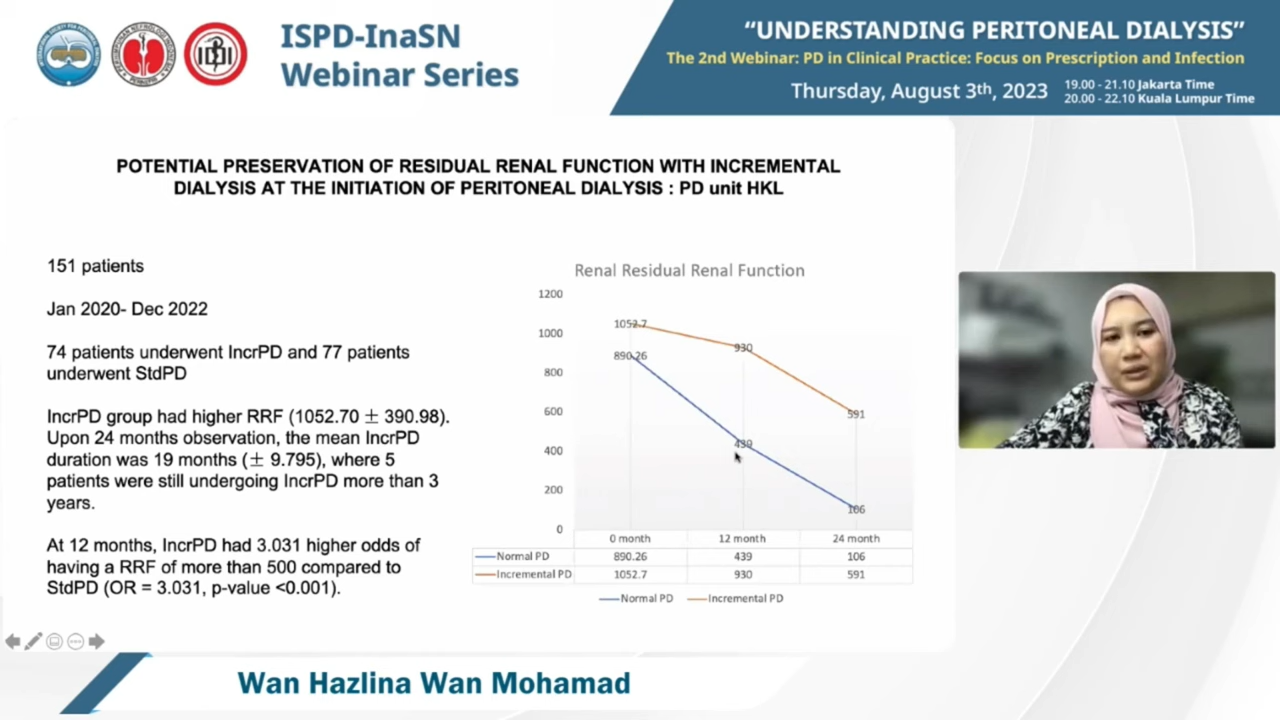 ISPD-InaSN
Webinar Series
“UNDERSTANDING PERITONEAL DIALYSIS”
The 2nd Webinar: PD in Clinical Practice: Focus on Prescription and Infection
Thursday, August 3th, 2023
19.00 - 21.10 Jakarta Time
20.00 - 22.10 Kuala Lumpur Time
POTENTIAL PRESERVATION OF RESIDUAL RENAL FUNCTION WITH INCREMENTAL
DIALYSIS AT THE INITIATION OF PERITONEAL DIALYSIS : PD unit HKL
151 patients
Jan 2020- Dec 2022
74 patients underwent IncrPD and 77 patients
underwent StdPD
IncrPD group had higher RRF (1052.70 ± 390.98).
Upon 24 months observation, the mean IncrPD
duration was 19 months (± 9.795), where 5
patients were still undergoing IncrPD more than 3
years.
At 12 months, IncrPD had 3.031 higher odds of
having a RRF of more than 500 compared to
StdPD (OR = 3.031, p-value <0.001).
Renal Residual Renal Function
1200
1000
800
600
400
200
0
1052.7
930
591
890.26
439
106
0 month 12 month 24 month
Normal PD 890.26 439 106
Incremental PD 1052.7 930 591
Normal PD Incremental PD
Wan Hazlina Wan Mohamad